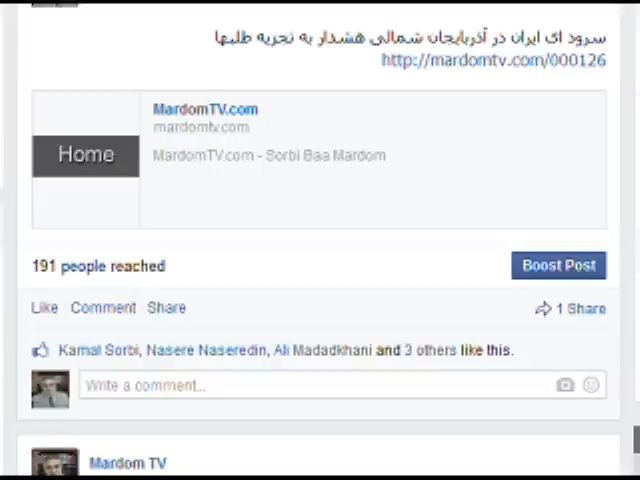 سرود ای ایران در آذربایجان شمالی هشدار به تجزیه طلبها
http://mardomtv.com/000126
MardomTV.com
mardomtv.com
Home
MardomTV.com - Sorbi Baa Mardom
191 people reached
Boost Post
Like Comment Share
1 Share
Kamal Sorbi, Nasere Naseredin, Ali Madadkhani and 3 others like this.
Write a comment...
Mardom TV